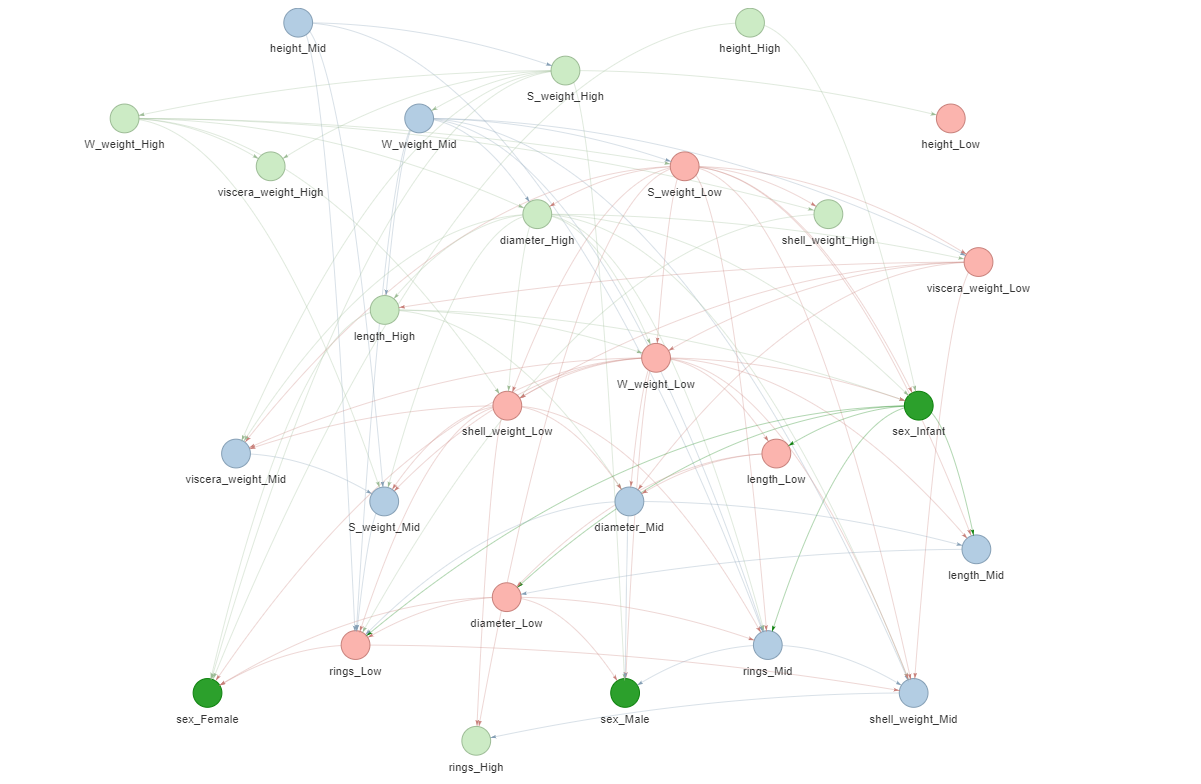 height_Mid
height_High
S_weight_High
W_weight_High
W_weight_Mid
height_Low
viscera_weight_High
S_weight_Low
diameter_High
shell_weight_High
viscera_weight_Low
length_High
W_weight_Low
shell_weight_Low
sex_Infant
viscera_weight_Mid
length_Low
S_weight_Mid
diameter_Mid
length_Mid
diameter_Low
rings_Low
rings_Mid
sex_Female
sex_Male
shell_weight_Mid
rings_High